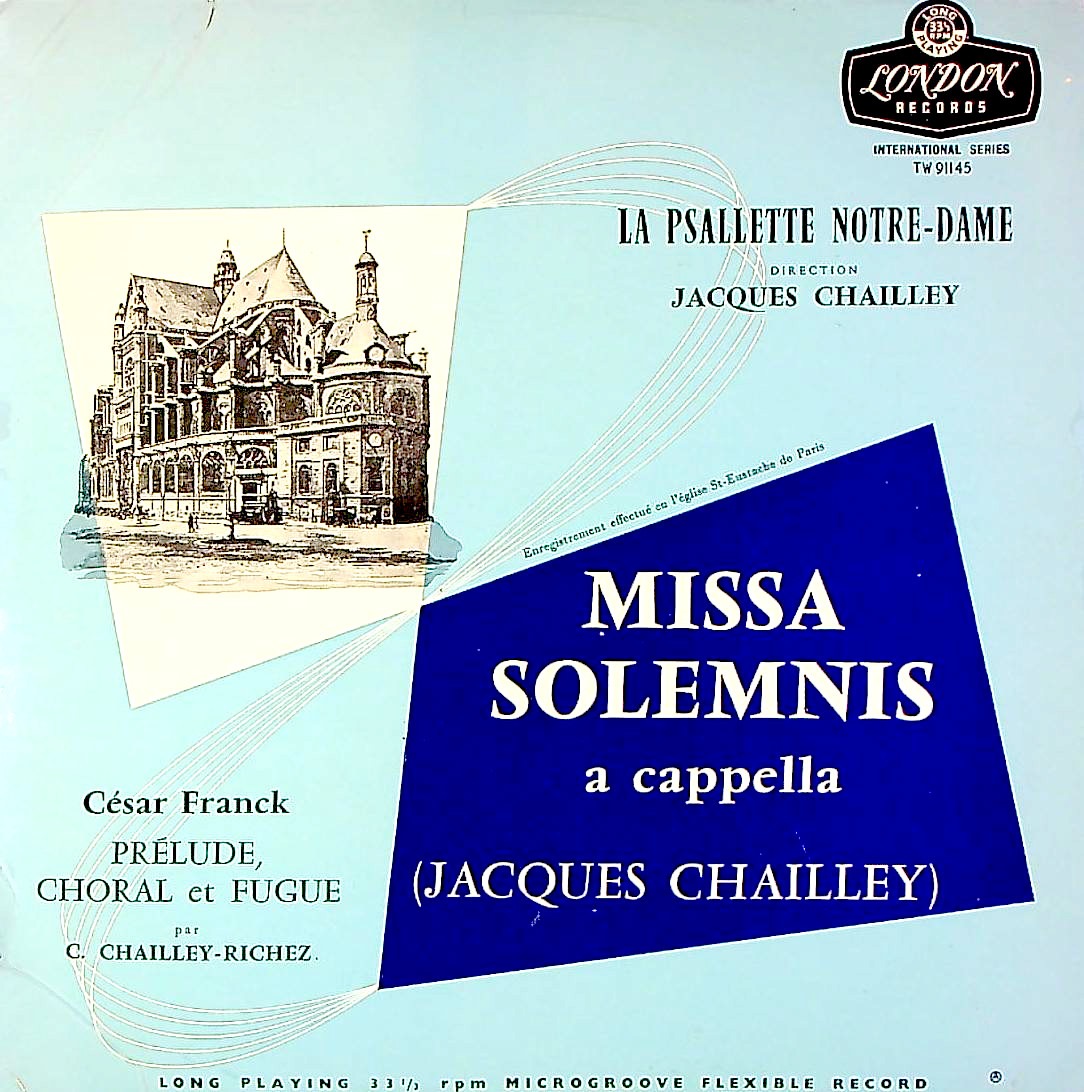 LONG
33⅓
RPM
PLAYING
LONDON
RECORDS
INTERNATIONAL SERIES
TW 91145
LA PSALLETTE NOTRE-DAME
DIRECTION
JACQUES CHAILLEY
Enregistrement effectué en l'église St-Eustache de Paris
MISSA
SOLEMNIS
a cappella
(JACQUES CHAILLEY)
César Franck
PRÉLUDE,
CHORAL et FUGUE
par
C. CHAILLEY-RICHEZ.
LONG PLAYING 33⅓ rpm MICROGROOVE FLEXIBLE RECORD